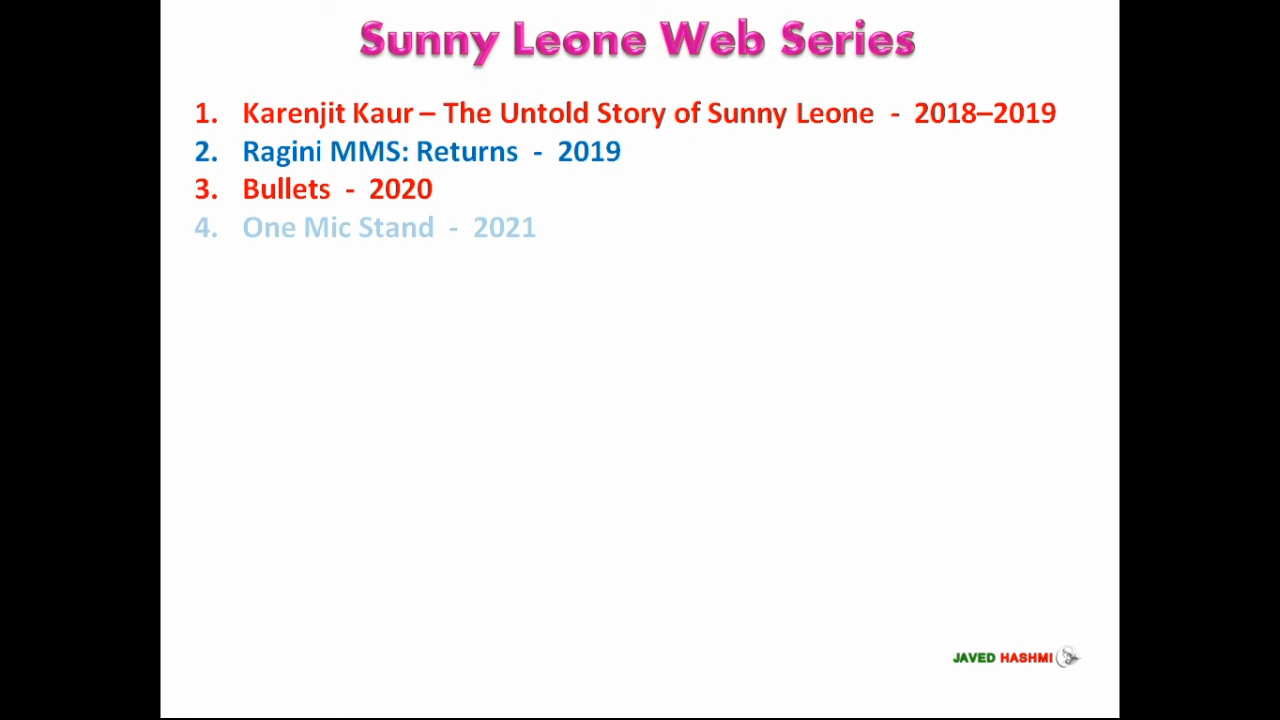 Sunny Leone Web Series
1. Karenjit Kaur – The Untold Story of Sunny Leone - 2018–2019
2. Ragini MMS: Returns - 2019
3. Bullets - 2020
4. One Mic Stand - 2021
JAVED HASHMI